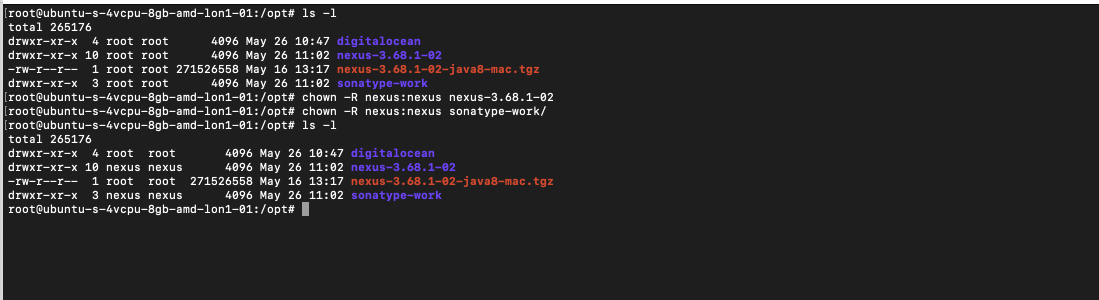 [root@ubuntu-s-4vcpu-8gb-amd-lon1-01:/opt# ls -l
total 265176
drwxr-xr-x  4 root root      4096 May 26 10:47 digitalocean
drwxr-xr-x 10 root root      4096 May 26 11:02 nexus-3.68.1-02
-rw-r--r--  1 root root 271526558 May 16 13:17 nexus-3.68.1-02-java8-mac.tgz
drwxr-xr-x  3 root root      4096 May 26 11:02 sonatype-work
[root@ubuntu-s-4vcpu-8gb-amd-lon1-01:/opt# chown -R nexus:nexus nexus-3.68.1-02
[root@ubuntu-s-4vcpu-8gb-amd-lon1-01:/opt# chown -R nexus:nexus sonatype-work/
[root@ubuntu-s-4vcpu-8gb-amd-lon1-01:/opt# ls -l
total 265176
drwxr-xr-x  4 root  root       4096 May 26 10:47 digitalocean
drwxr-xr-x 10 nexus nexus      4096 May 26 11:02 nexus-3.68.1-02
-rw-r--r--  1 root  root  271526558 May 16 13:17 nexus-3.68.1-02-java8-mac.tgz
drwxr-xr-x  3 nexus nexus      4096 May 26 11:02 sonatype-work
root@ubuntu-s-4vcpu-8gb-amd-lon1-01:/opt#